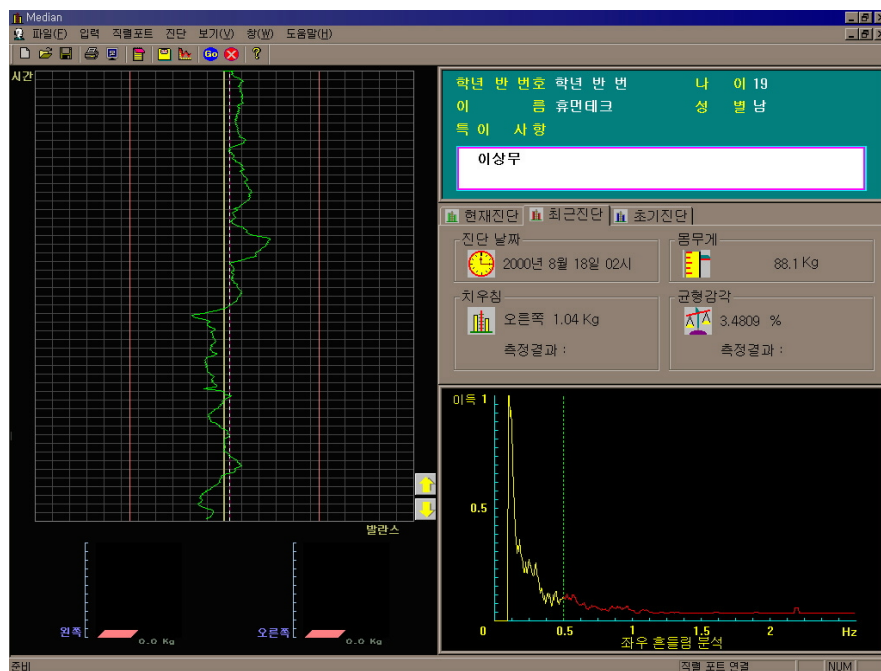 Median
파일(F) 입력 직렬포트 진단 보기(V) 창(W) 도움말(H)
Go
시간
발란스
왼쪽 0.0 Kg
오른쪽 0.0 Kg
학년 반 번호 학년 반 번 나 이 19
이 름 휴먼테크 성 별 남
특 이 사 항
이상무
현재진단 최근진단 초기진단
진단 날짜
2000년 8월 18일 02시
몸무게
88.1 Kg
치우침
오른쪽 1.04 Kg
측정결과 :
균형감각
3.4809 %
측정결과 :
이득 1
0.5
0 0.5 1 1.5 2 Hz
좌우 흔들림 분석
준비 직렬 포트 연결 NUM